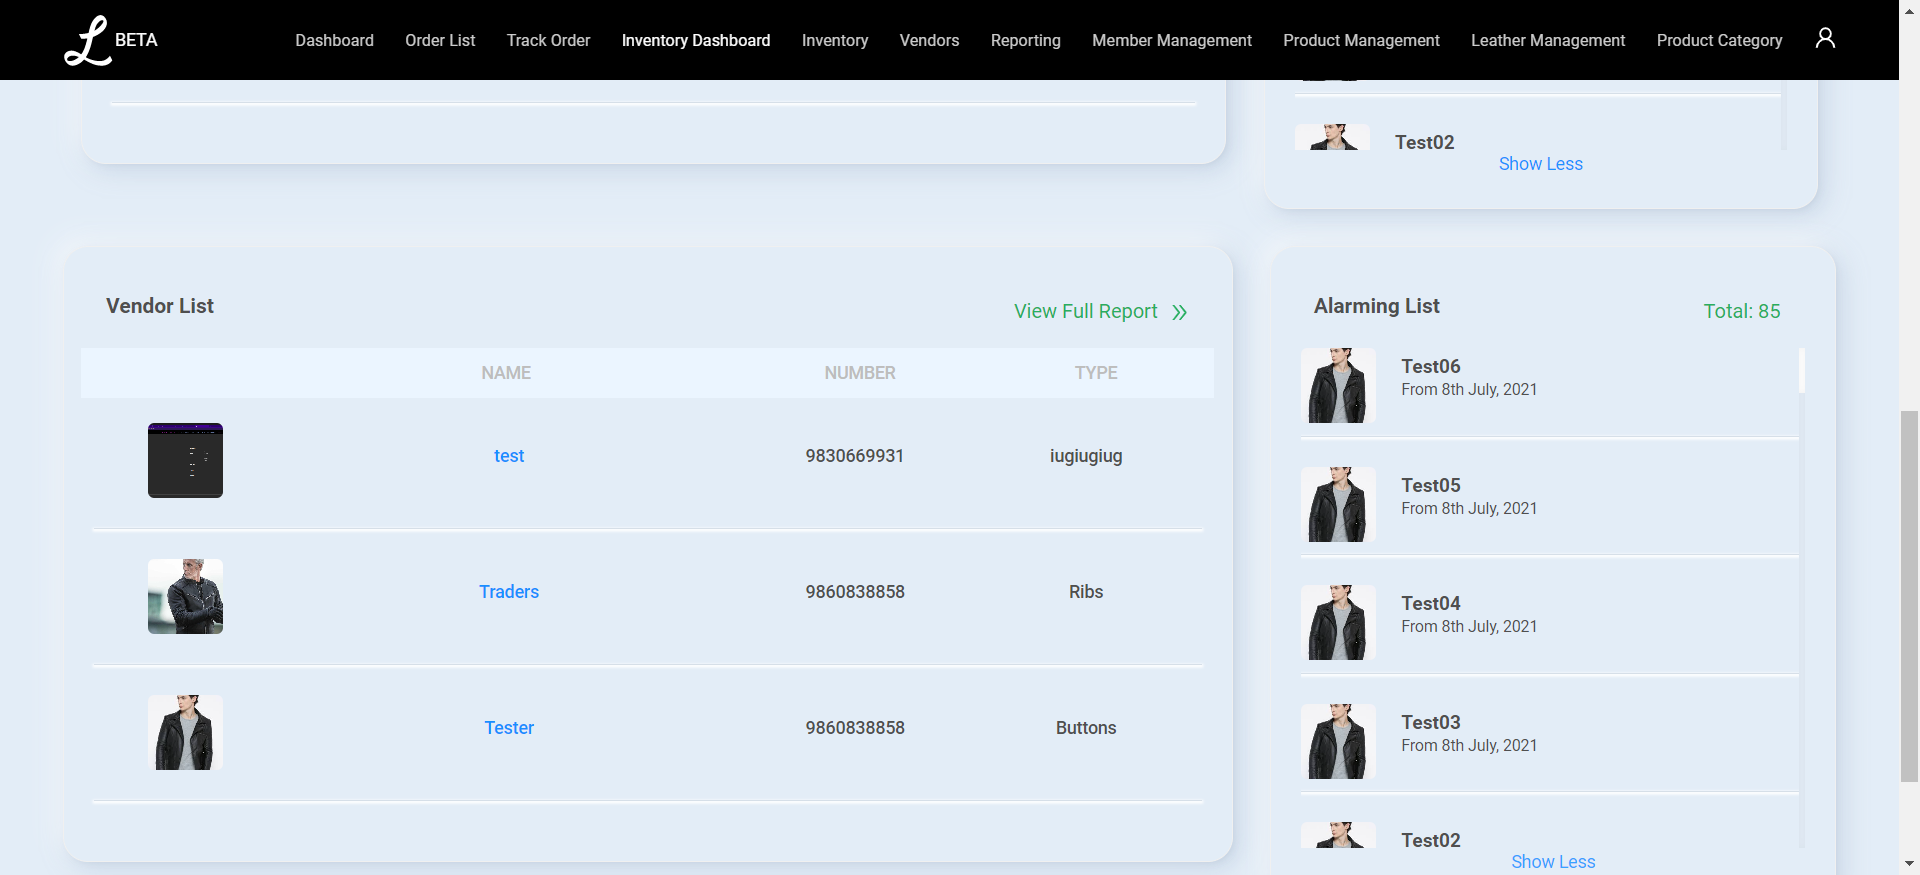 L BETA
Dashboard Order List Track Order Inventory Dashboard Inventory Vendors Reporting Member Management Product Management Leather Management Product Category
Test02
Show Less
Vendor List
View Full Report »
NAME NUMBER TYPE
test 9830669931 iugiugiug
Traders 9860838858 Ribs
Tester 9860838858 Buttons
Alarming List
Total: 85
Test06
From 8th July, 2021
Test05
From 8th July, 2021
Test04
From 8th July, 2021
Test03
From 8th July, 2021
Test02
Show Less